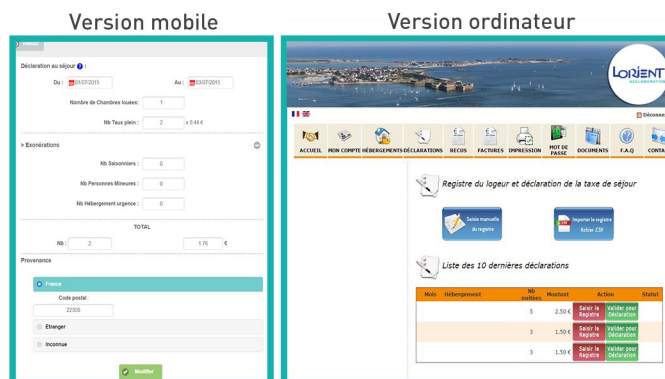 Version mobile
Version ordinateur
Retour
Déclaration au séjour :
Du : 01/07/2015
Au : 03/07/2015
Nombre de Chambres louées: 1
Nb Taux plein : 2 x 0.44 €
Exonérations
Nb Saisonniers : 0
Nb Personnes Mineures : 0
Nb Hébergement urgence : 0
TOTAL
Nb : 2 1.76 €
Provenance
France
Code postal
22300
Etranger
Inconnue
Modifier
LORIENT
AGGLOMÉRATION
Déconne
ACCUEIL MON COMPTE HÉBERGEMENTS DÉCLARATIONS RECUS FACTURES IMPRESSION MOT DE PASSE DOCUMENTS F.A.Q CONTA
Registre du logeur et déclaration de la taxe de séjour
Saisie manuelle
du registre
Importer le registre
fichier .CSV
Liste des 10 dernières déclarations
Mois Hébergement Nb nuitées Montant Action Statut
5 2.50 € Saisir le Registre Valider pour Déclaration
3 1.50 € Saisir le Registre Valider pour Déclaration
3 1.50 € Saisir le Registre Valider pour Déclaration